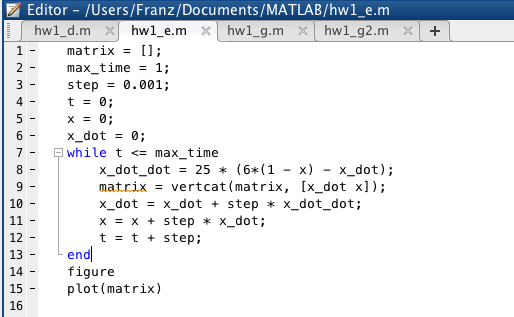 Editor - /Users/Franz/Documents/MATLAB/hw1_e.m
hw1_d.m × hw1_e.m × hw1_g.m × hw1_g2.m × +
1 - matrix = [];
2 - max_time = 1;
3 - step = 0.001;
4 - t = 0;
5 - x = 0;
6 - x_dot = 0;
7 - while t <= max_time
8 - x_dot_dot = 25 * (6*(1 - x) - x_dot);
9 - matrix = vertcat(matrix, [x_dot x]);
10 - x_dot = x_dot + step * x_dot_dot;
11 - x = x + step * x_dot;
12 - t = t + step;
13 - end
14 - figure
15 - plot(matrix)
16